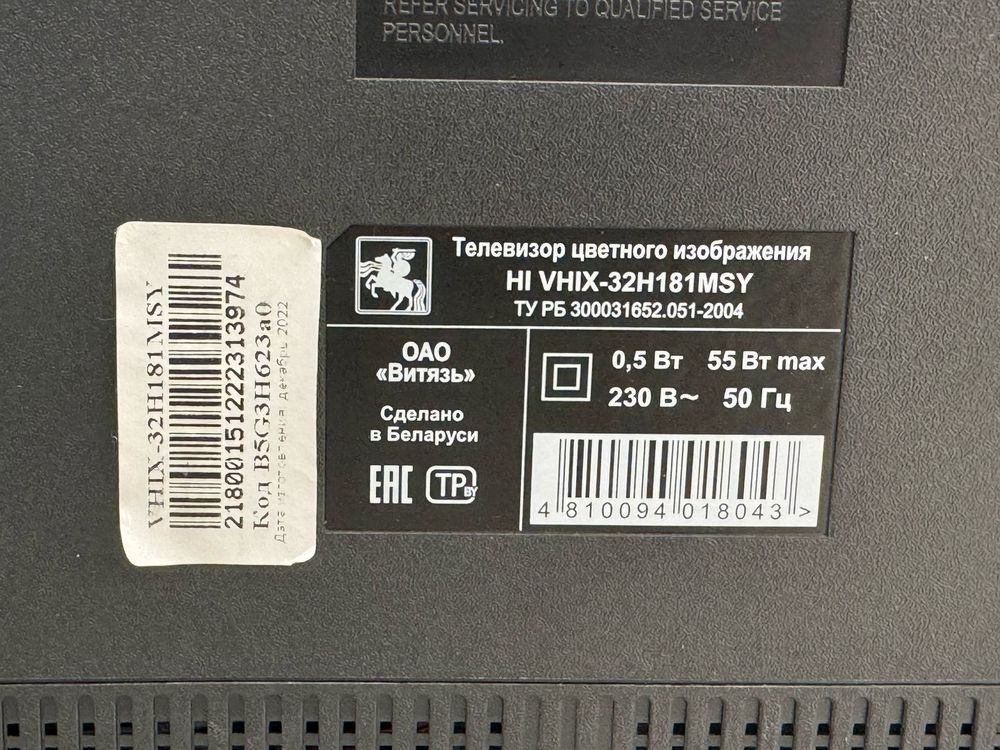 REFER SERVICING TO QUALIFIED SERVICE
PERSONNEL.
VHIX-32H181MSY
218001512222313974
Код B5G3H623a0
Дата изготовления: декабрь 2022
Телевизор цветного изображения
HI VHIX-32H181MSY
ТУ РБ 300031652.051-2004
ОАО
«Витязь»
Сделано
в Беларуси
EAC TP BY
0,5 Вт 55 Вт max
230 В~ 50 Гц
4 810094 018043 >